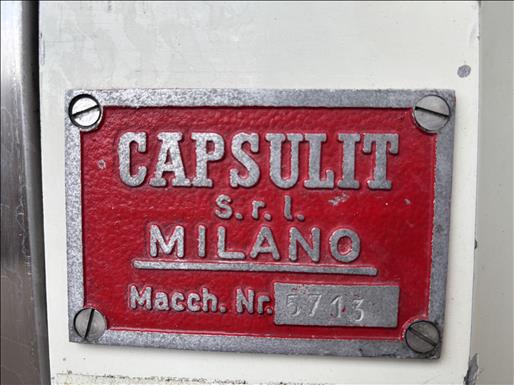 CAPSULIT
S.r.l.
MILANO
Macch. Nr. 5713